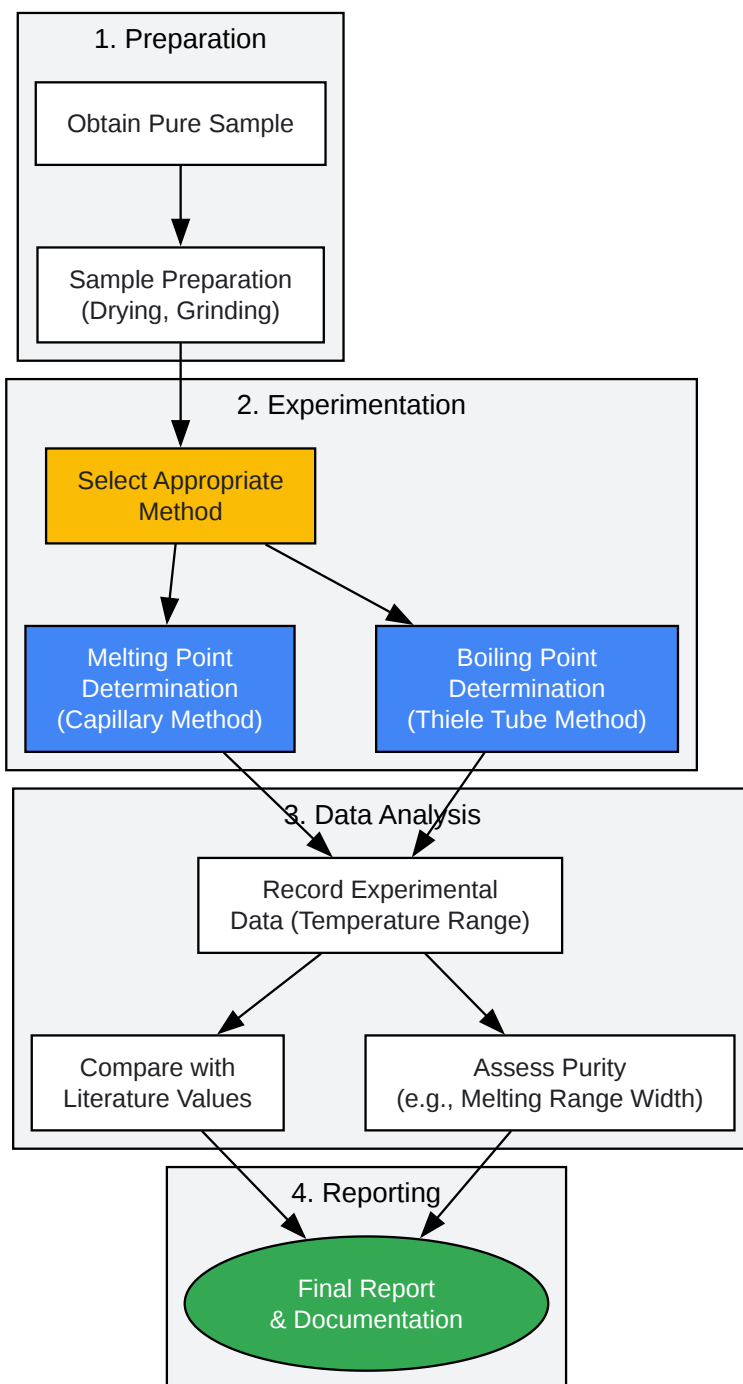 1. Preparation
Obtain Pure Sample
Sample Preparation
(Drying, Grinding)
2. Experimentation
Select Appropriate
Method
Melting Point
Determination
(Capillary Method)
Boiling Point
Determination
(Thiele Tube Method)
3. Data Analysis
Record Experimental
Data (Temperature Range)
Compare with
Literature Values
Assess Purity
(e.g., Melting Range Width)
4. Reporting
Final Report
& Documentation